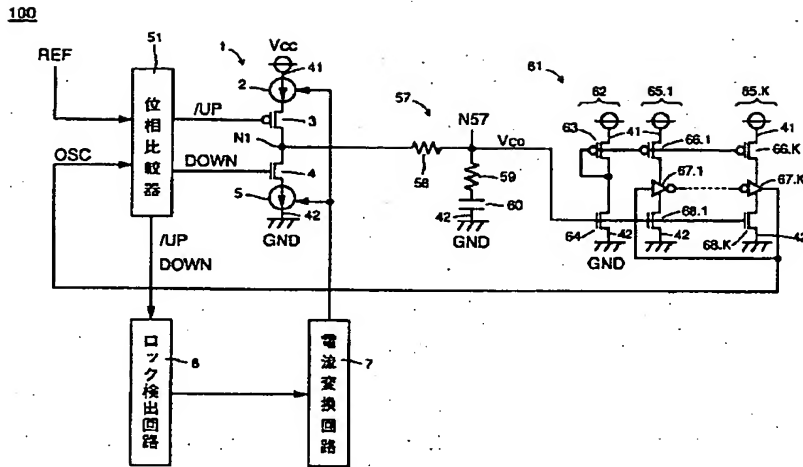 100
51
位相比較器
REF
OSC
/UP
DOWN
/UP
DOWN
1
Vcc
41
2
3
N1
4
5
42
GND
57
58
N57
Vco
59
60
42
GND
61
62
65.1
65.K
63
41
41
66.1
66.K
67.1
67.K
64
42
68.1
42
68.K
42
GND
ロック検出回路
6
電流変換回路
7